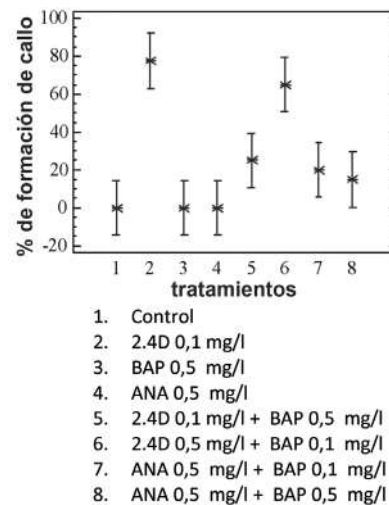 % de formación de callo
100
80
60
40
20
0
-20
1 2 3 4 5 6 7 8
tratamientos
1. Control
2. 2.4D 0,1 mg/l
3. BAP 0,5 mg/l
4. ANA 0,5 mg/l
5. 2.4D 0,1 mg/l + BAP 0,5 mg/l
6. 2.4D 0,5 mg/l + BAP 0,1 mg/l
7. ANA 0,5 mg/l + BAP 0,1 mg/l
8. ANA 0,5 mg/l + BAP 0,5 mg/l